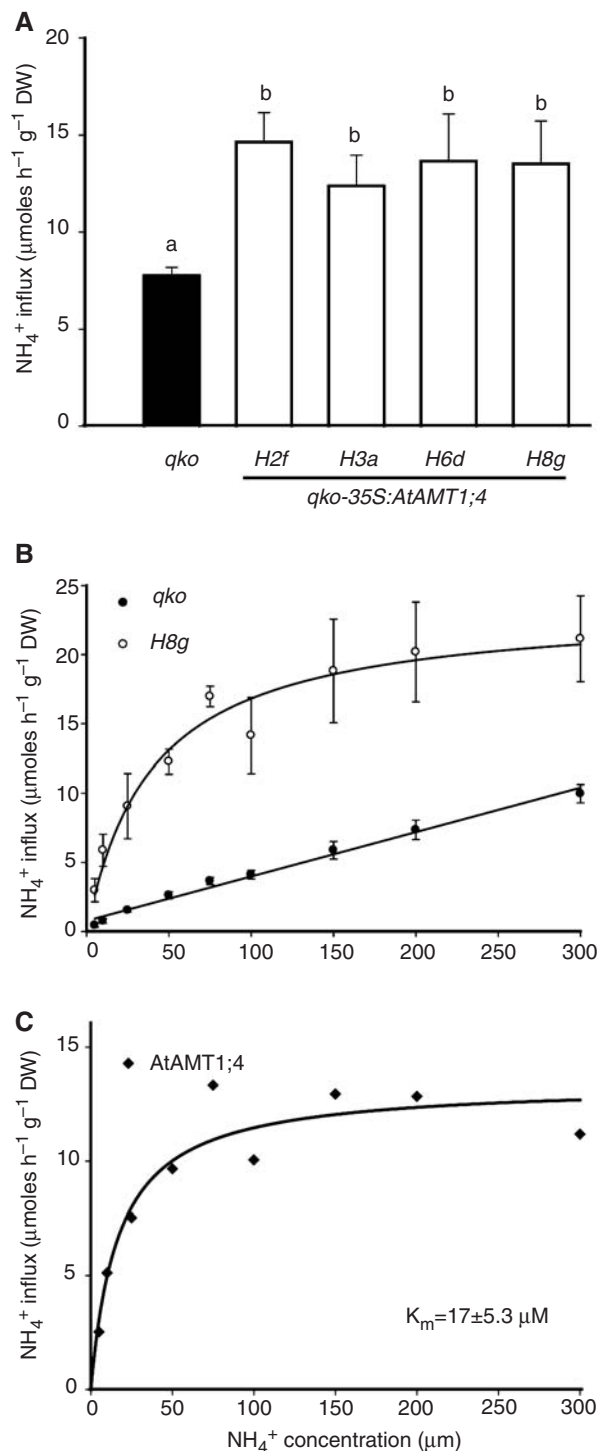 A
20
15
10
5
0
NH₄⁺ influx (μmoles h⁻¹ g⁻¹ DW)
a
b
b
b
b
qko
H2f
H3a
H6d
H8g
qko-35S:AtAMT1;4
B
25
20
15
10
5
0
NH₄⁺ influx (μmoles h⁻¹ g⁻¹ DW)
qko
H8g
0
50
100
150
200
250
300
C
15
10
5
0
NH₄⁺ influx (μmoles h⁻¹ g⁻¹ DW)
AtAMT1;4
Kₘ=17±5.3 μM
0
50
100
150
200
250
300
NH₄⁺ concentration (μm)